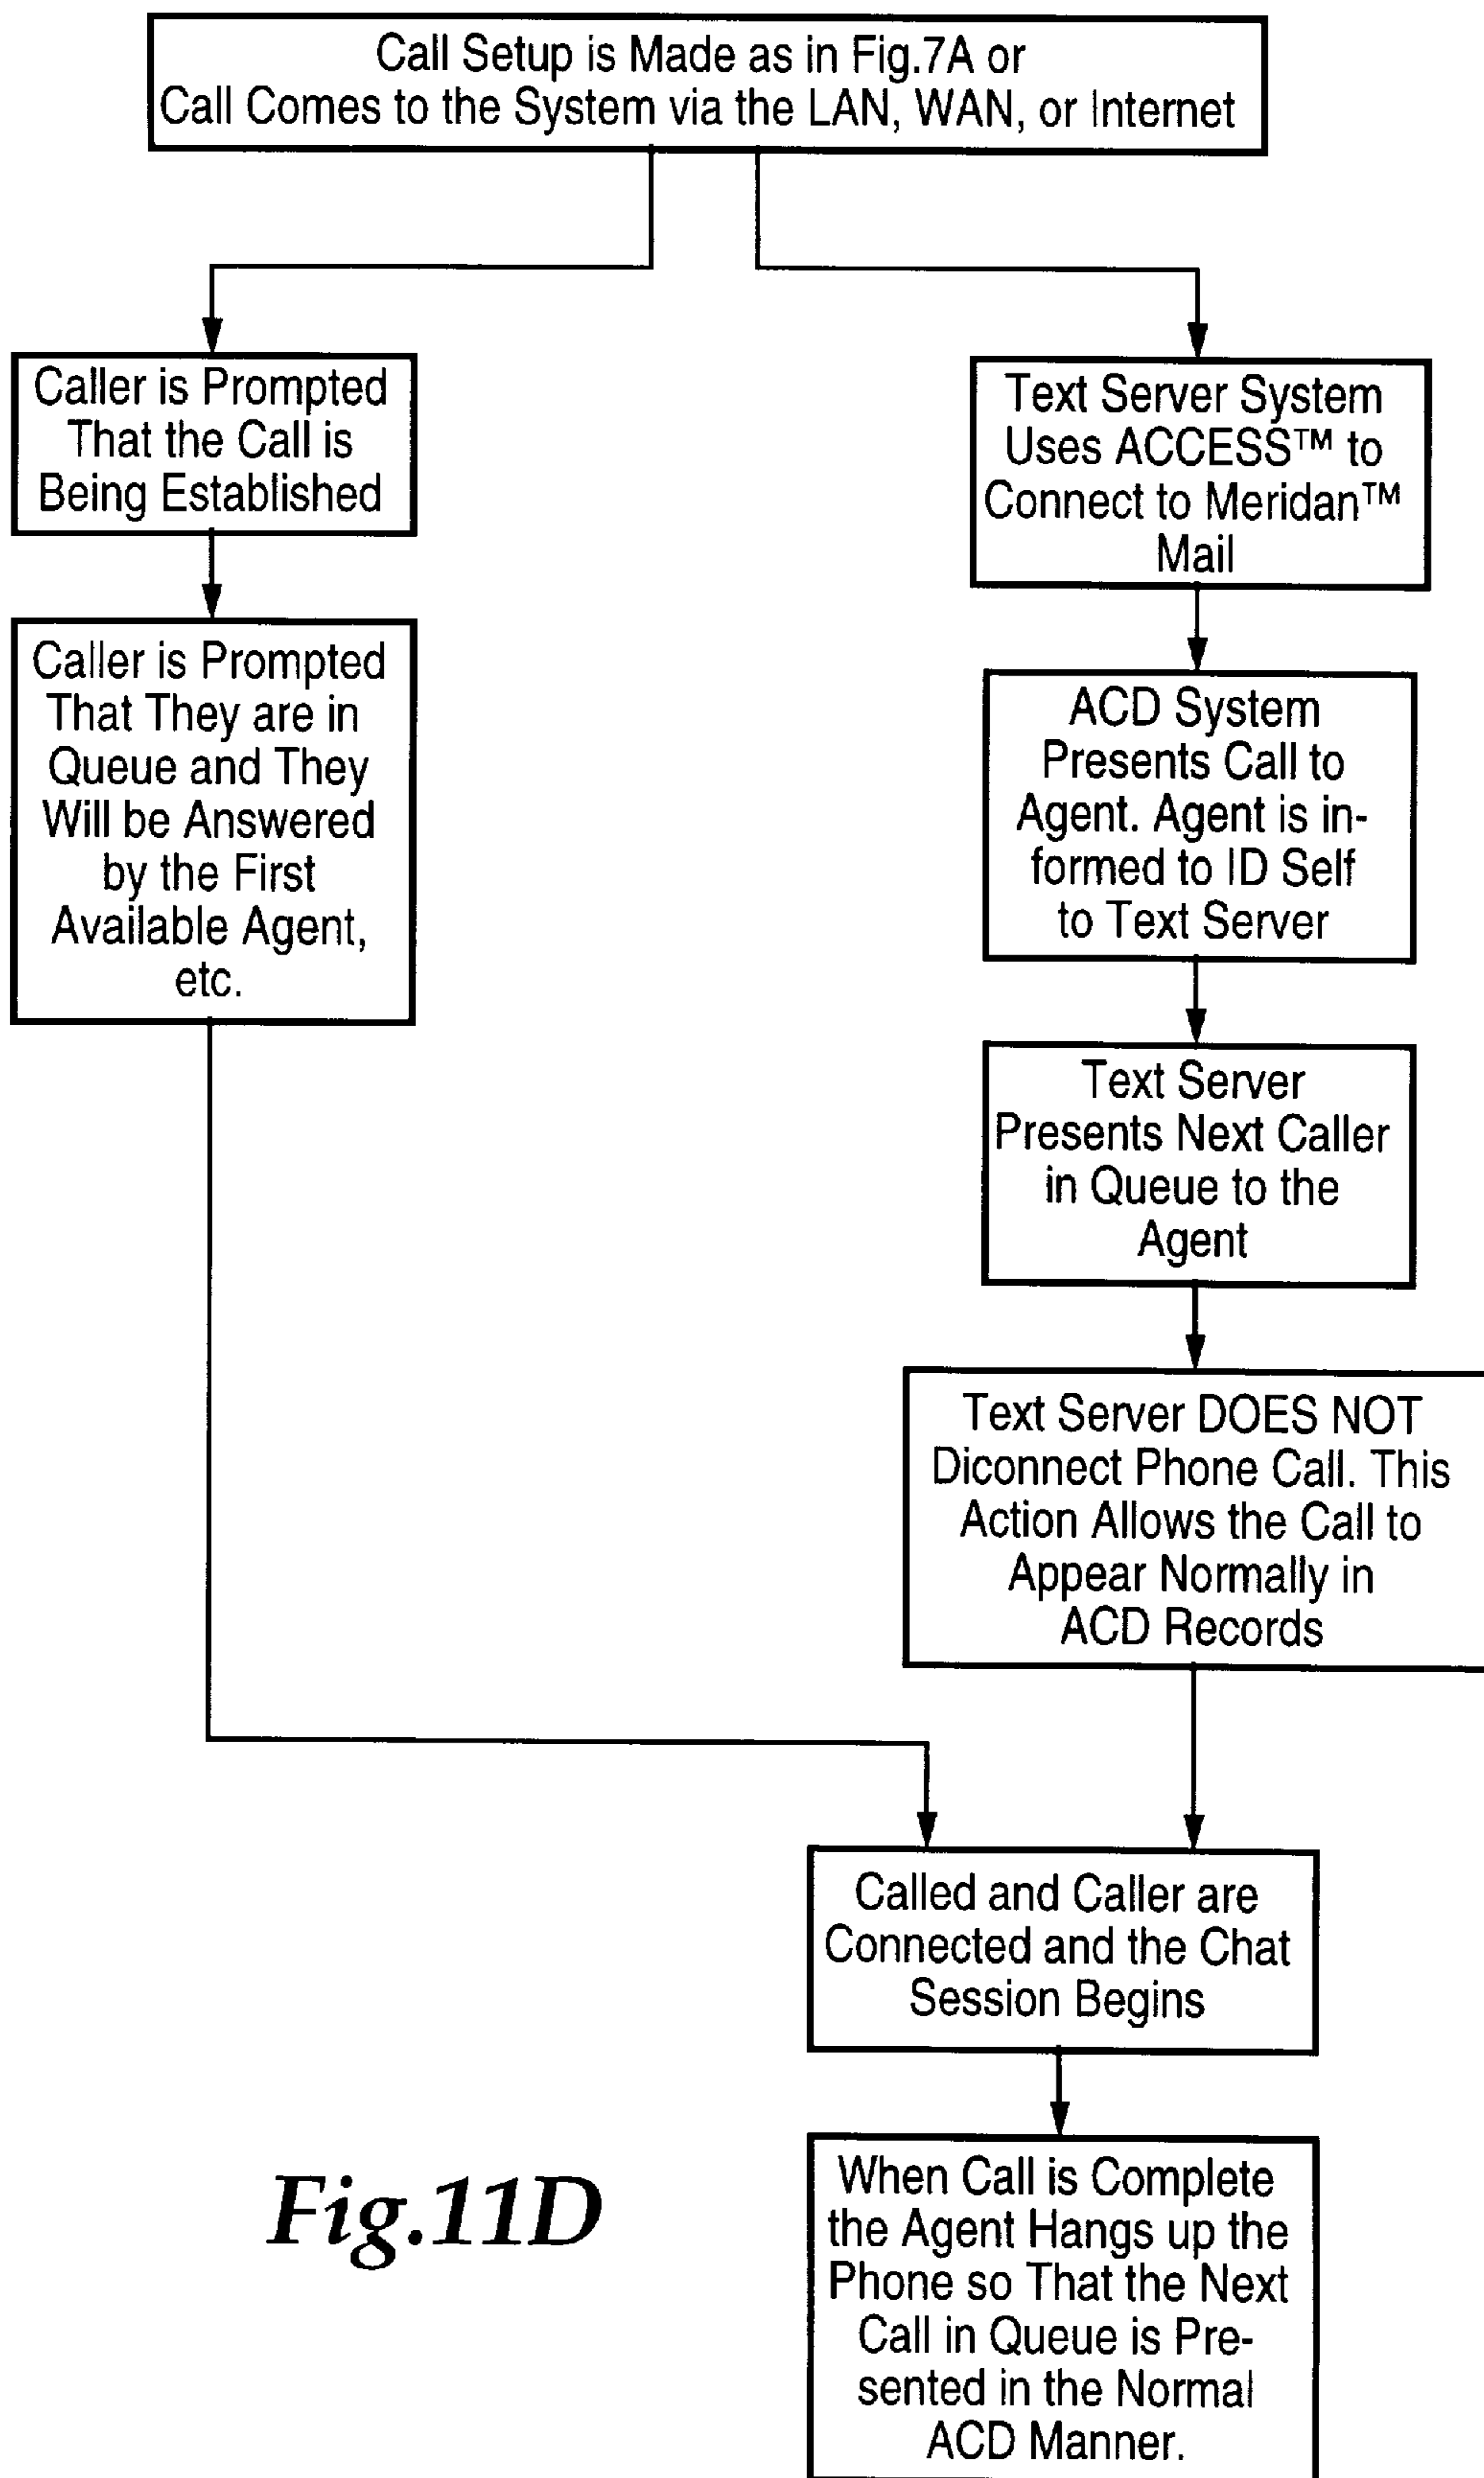 Call Setup is Made as in Fig.7A or
Call Comes to the System via the LAN, WAN, or Internet
Caller is Prompted
That the Call is
Being Established
Caller is Prompted
That They are in
Queue and They
Will be Answered
by the First
Available Agent,
etc.
Text Server System
Uses ACCESS™ to
Connect to Meridan™
Mail
ACD System
Presents Call to
Agent. Agent is in-
formed to ID Self
to Text Server
Text Server
Presents Next Caller
in Queue to the
Agent
Text Server DOES NOT
Diconnect Phone Call. This
Action Allows the Call to
Appear Normally in
ACD Records
Called and Caller are
Connected and the Chat
Session Begins
When Call is Complete
the Agent Hangs up the
Phone so That the Next
Call in Queue is Pre-
sented in the Normal
ACD Manner.
Fig.11D